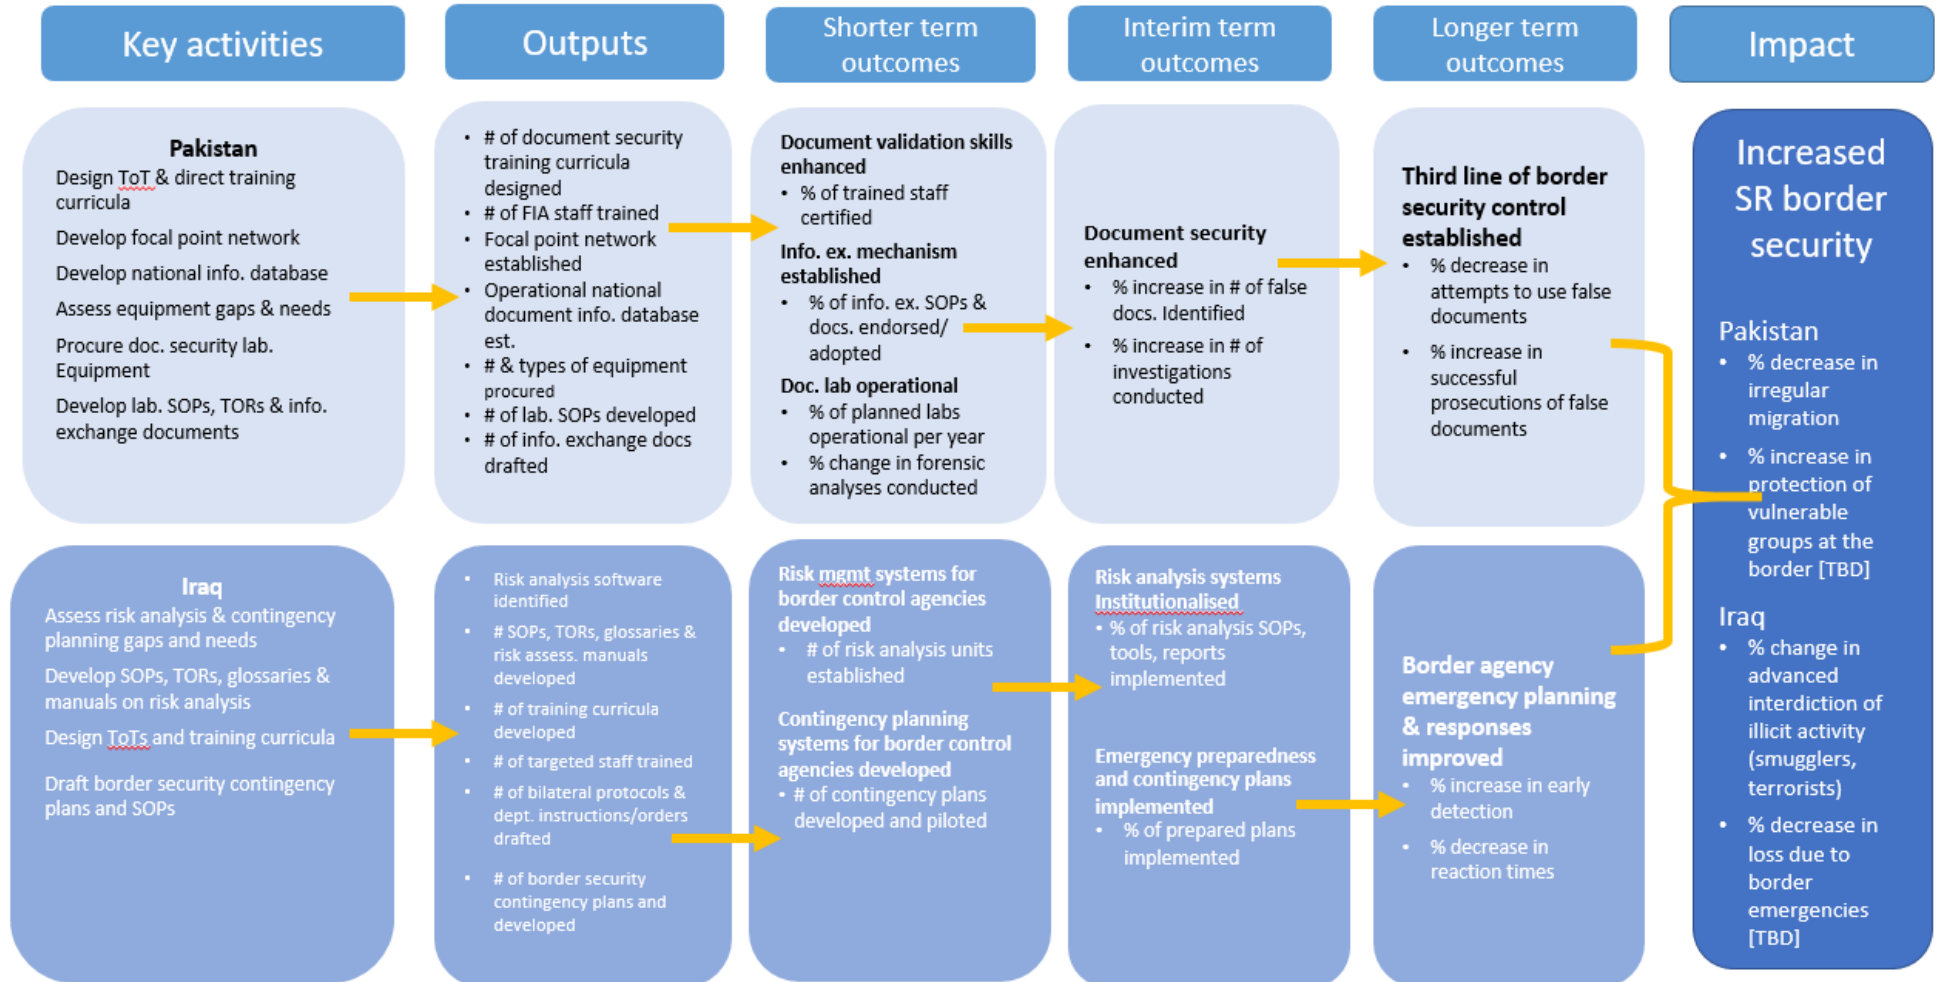 Key activities
Outputs
Shorter term
outcomes
Interim term
outcomes
Longer term
outcomes
Impact
Pakistan
Design ToT & direct training
curricula
Develop focal point network
Develop national info. database
Assess equipment gaps & needs
Procure doc. security lab.
Equipment
Develop lab. SOPs, TORs & info.
exchange documents
• # of document security
training curricula
designed
• # of FIA staff trained
• Focal point network
established
• Operational national
document info. database
est.
• # & types of equipment
procured
• # of lab. SOPs developed
• # of info. exchange docs
drafted
Document validation skills
enhanced
• % of trained staff
certified
Info. ex. mechanism
established
• % of info. ex. SOPs &
docs. endorsed/
adopted
Doc. lab operational
• % of planned labs
operational per year
• % change in forensic
analyses conducted
Document security
enhanced
• % increase in # of false
docs. Identified
• % increase in # of
investigations
conducted
Third line of border
security control
established
• % decrease in
attempts to use false
documents
• % increase in
successful
prosecutions of false
documents
Increased
SR border
security
Pakistan
• % decrease in
irregular
migration
• % increase in
protection of
vulnerable
groups at the
border [TBD]
Iraq
• % change in
advanced
interdiction of
illicit activity
(smugglers,
terrorists)
• % decrease in
loss due to
border
emergencies
[TBD]
Iraq
Assess risk analysis & contingency
planning gaps and needs
Develop SOPs, TORs, glossaries &
manuals on risk analysis
Design ToTs and training curricula
Draft border security contingency
plans and SOPs
• Risk analysis software
identified
• # SOPs, TORs, glossaries &
risk assess. manuals
developed
• # of training curricula
developed
• # of targeted staff trained
• # of bilateral protocols &
dept. instructions/orders
drafted
• # of border security
contingency plans and
developed
Risk mgmt systems for
border control agencies
developed
• # of risk analysis units
established
Contingency planning
systems for border control
agencies developed
• # of contingency plans
developed and piloted
Risk analysis systems
Institutionalised
• % of risk analysis SOPs,
tools, reports
implemented
Emergency preparedness
and contingency plans
implemented
• % of prepared plans
implemented
Border agency
emergency planning
& responses
improved
• % increase in early
detection
• % decrease in
reaction times